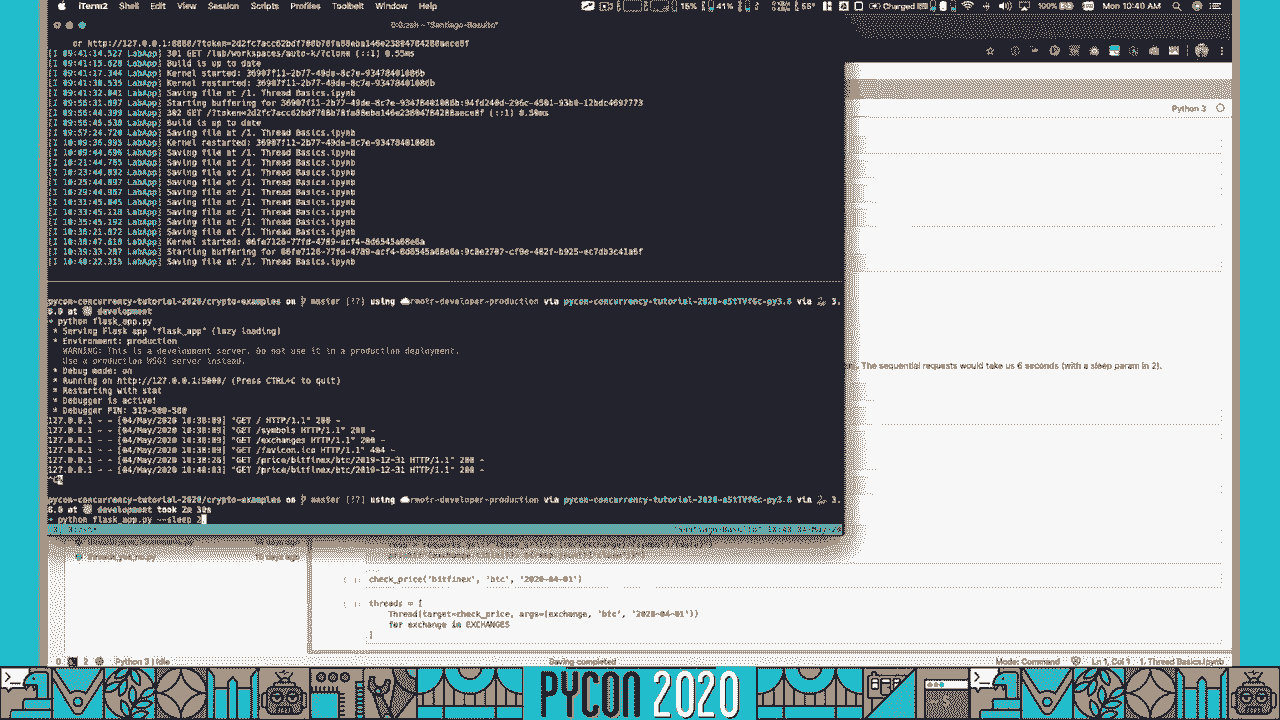 iTerm2 Shell Edit View Session Scripts Profiles Toolbelt Window Help 15% 41% Charged 55° 100% Mon 10:40 AM
or http://127.0.0.1:8888/?token=
[I 09:41:14.527 LabApp] 301 GET /lab/workspaces/auto-k/?clone (::1) 0.55ms
[I 09:41:15.628 LabApp] Build is up to date
[I 09:41:17.344 LabApp] Kernel started: 36907f11-2b77-49de-8c7e-93478401086b
[I 09:41:30.535 LabApp] Kernel restarted: 36907f11-2b77-49de-8c7e-93478401086b
[I 09:41:32.041 LabApp] Saving file at /1. Thread Basics.ipynb
[I 09:56:31.897 LabApp] Starting buffering for 36907f11-2b77-49de-8c7e-93478401086b:94fd240d-296c-4501-93b0-12bdc4697773
[I 09:56:44.399 LabApp] 302 GET (::1) 0.50ms
[I 09:56:45.539 LabApp] Build is up to date
[I 09:57:24.720 LabApp] Saving file at /1. Thread Basics.ipynb
[I 10:09:36.995 LabApp] Kernel restarted: 36907f11-2b77-49de-8c7e-93478401086b
[I 10:09:44.696 LabApp] Saving file at /1. Thread Basics.ipynb
[I 10:21:44.765 LabApp] Saving file at /1. Thread Basics.ipynb
[I 10:23:44.832 LabApp] Saving file at /1. Thread Basics.ipynb
[I 10:25:44.897 LabApp] Saving file at /1. Thread Basics.ipynb
[I 10:29:44.967 LabApp] Saving file at /1. Thread Basics.ipynb
[I 10:31:45.045 LabApp] Saving file at /1. Thread Basics.ipynb
[I 10:33:45.118 LabApp] Saving file at /1. Thread Basics.ipynb
[I 10:35:45.192 LabApp] Saving file at /1. Thread Basics.ipynb
[I 10:38:21.872 LabApp] Saving file at /1. Thread Basics.ipynb
[I 10:38:47.618 LabApp] Kernel started: 06fe7126-77fd-4789-acf4-8d6545a68e6a
[I 10:39:33.287 LabApp] Starting buffering for 06fe7126-77fd-4789-acf4-8d6545a68e6a:9c8e2707-cf9e-462f-b925-ec7db3c41a6f
[I 10:40:22.315 LabApp] Saving file at /1. Thread Basics.ipynb
pycon-concurrency-tutorial-2020/crypto-examples on master [??] using rmotr-developer-production via pycon-concurrency-tutorial-2020-a5tTVf6c-py3.8 via 3.
8.0 at development
python flask_app.py
* Serving Flask app "flask_app" (lazy loading)
* Environment: production
WARNING: This is a development server. Do not use it in a production deployment.
Use a production WSGI server instead.
* Debug mode: on
* Running on http://127.0.0.1:5000/ (Press CTRL+C to quit)
* Restarting with stat
* Debugger is active!
* Debugger PIN: 319-580-580
127.0.0.1 - - [04/May/2020 10:38:09] "GET / HTTP/1.1" 200 -
127.0.0.1 - - [04/May/2020 10:38:09] "GET /symbols HTTP/1.1" 200 -
127.0.0.1 - - [04/May/2020 10:38:09] "GET /exchanges HTTP/1.1" 200 -
127.0.0.1 - - [04/May/2020 10:38:09] "GET /favicon.ico HTTP/1.1" 404 -
127.0.0.1 - - [04/May/2020 10:38:26] "GET /price/bitfinex/btc/2019-12-31 HTTP/1.1" 200 -
127.0.0.1 - - [04/May/2020 10:40:03] "GET /price/bitfinex/btc/2019-12-31 HTTP/1.1" 200 -
pycon-concurrency-tutorial-2020/crypto-examples on master [??] using rmotr-developer-production via pycon-concurrency-tutorial-2020-a5tTVf6c-py3.8 via 3.
8.0 at development took 2m 30s
python flask_app.py --sleep 2
"Santiago-Basulto" 10:40 04-May-20
Python 3
The sequential requests would take us 6 seconds (with a sleep param in 2).
check_price('bitfinex', 'btc', '2020-04-01')
threads = [
Thread(target=check_price, args=(exchange, 'btc', '2020-04-01'))
for exchange in EXCHANGES
]
0 2 Python 3 | Idle Saving completed Mode: Command Ln 1, Col 1 1. Thread Basics.ipynb
PYCON 2020